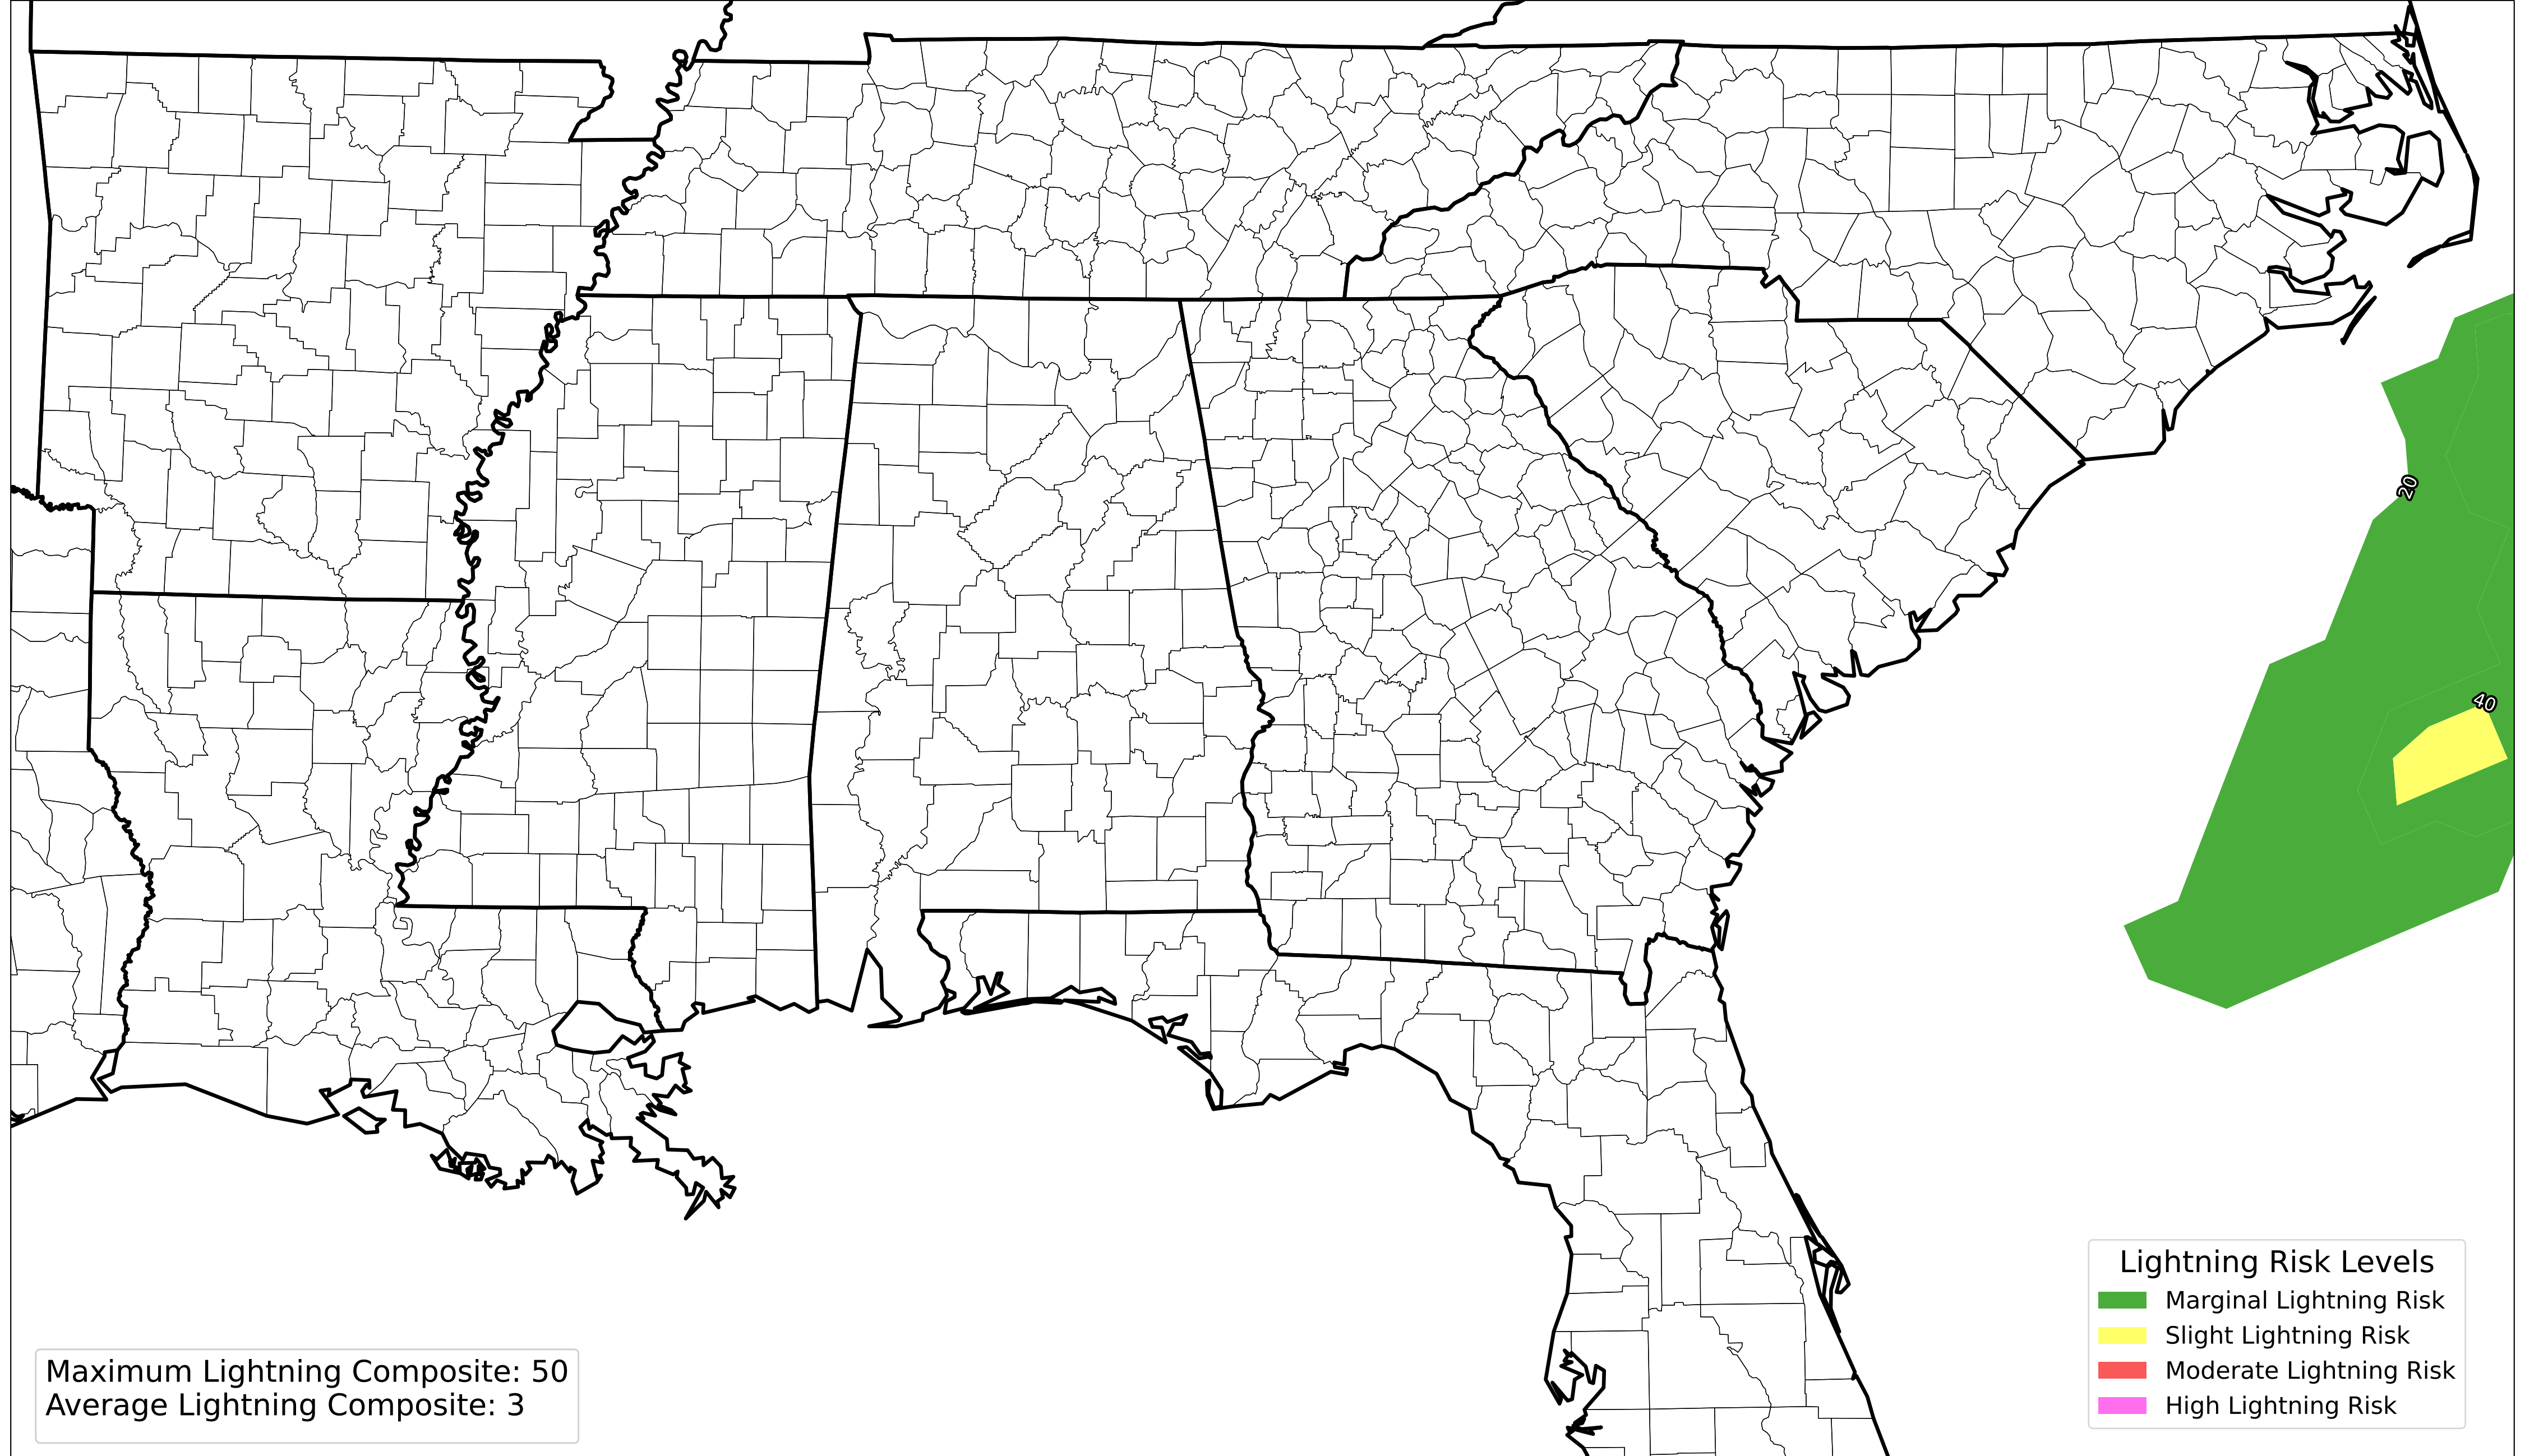 20
40
Lightning Risk Levels
Marginal Lightning Risk
Slight Lightning Risk
Moderate Lightning Risk
High Lightning Risk
Maximum Lightning Composite: 50
Average Lightning Composite: 3